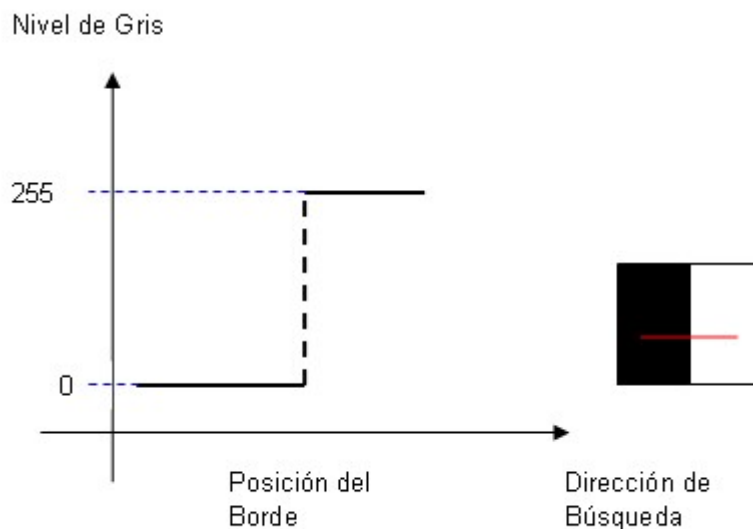 Nivel de Gris
255
0
Posición del
Borde
Dirección de
Búsqueda